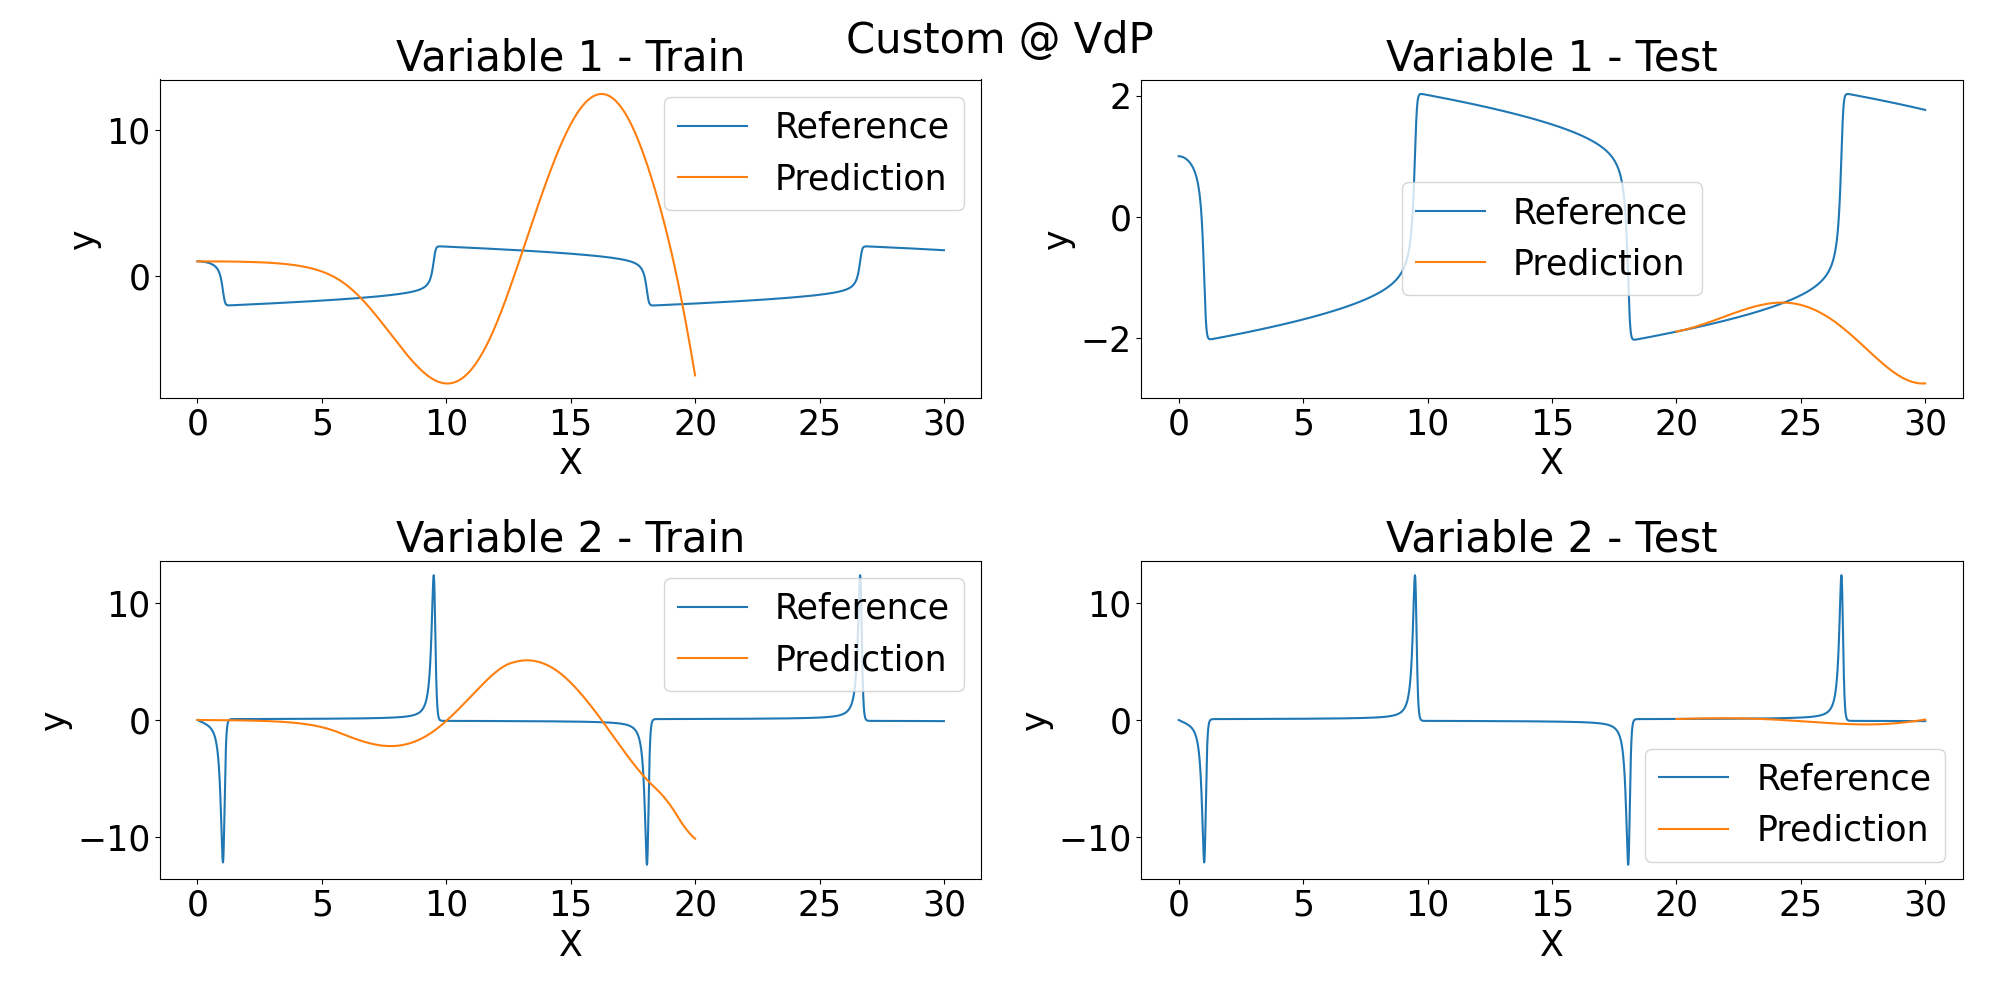 Custom @ VdP
Variable 1 - Train
10
0
y
Reference
Prediction
0 5 10 15 20 25 30
X
Variable 1 - Test
2
0
−2
y
Reference
Prediction
0 5 10 15 20 25 30
X
Variable 2 - Train
10
0
−10
y
Reference
Prediction
0 5 10 15 20 25 30
X
Variable 2 - Test
10
0
−10
y
Reference
Prediction
0 5 10 15 20 25 30
X